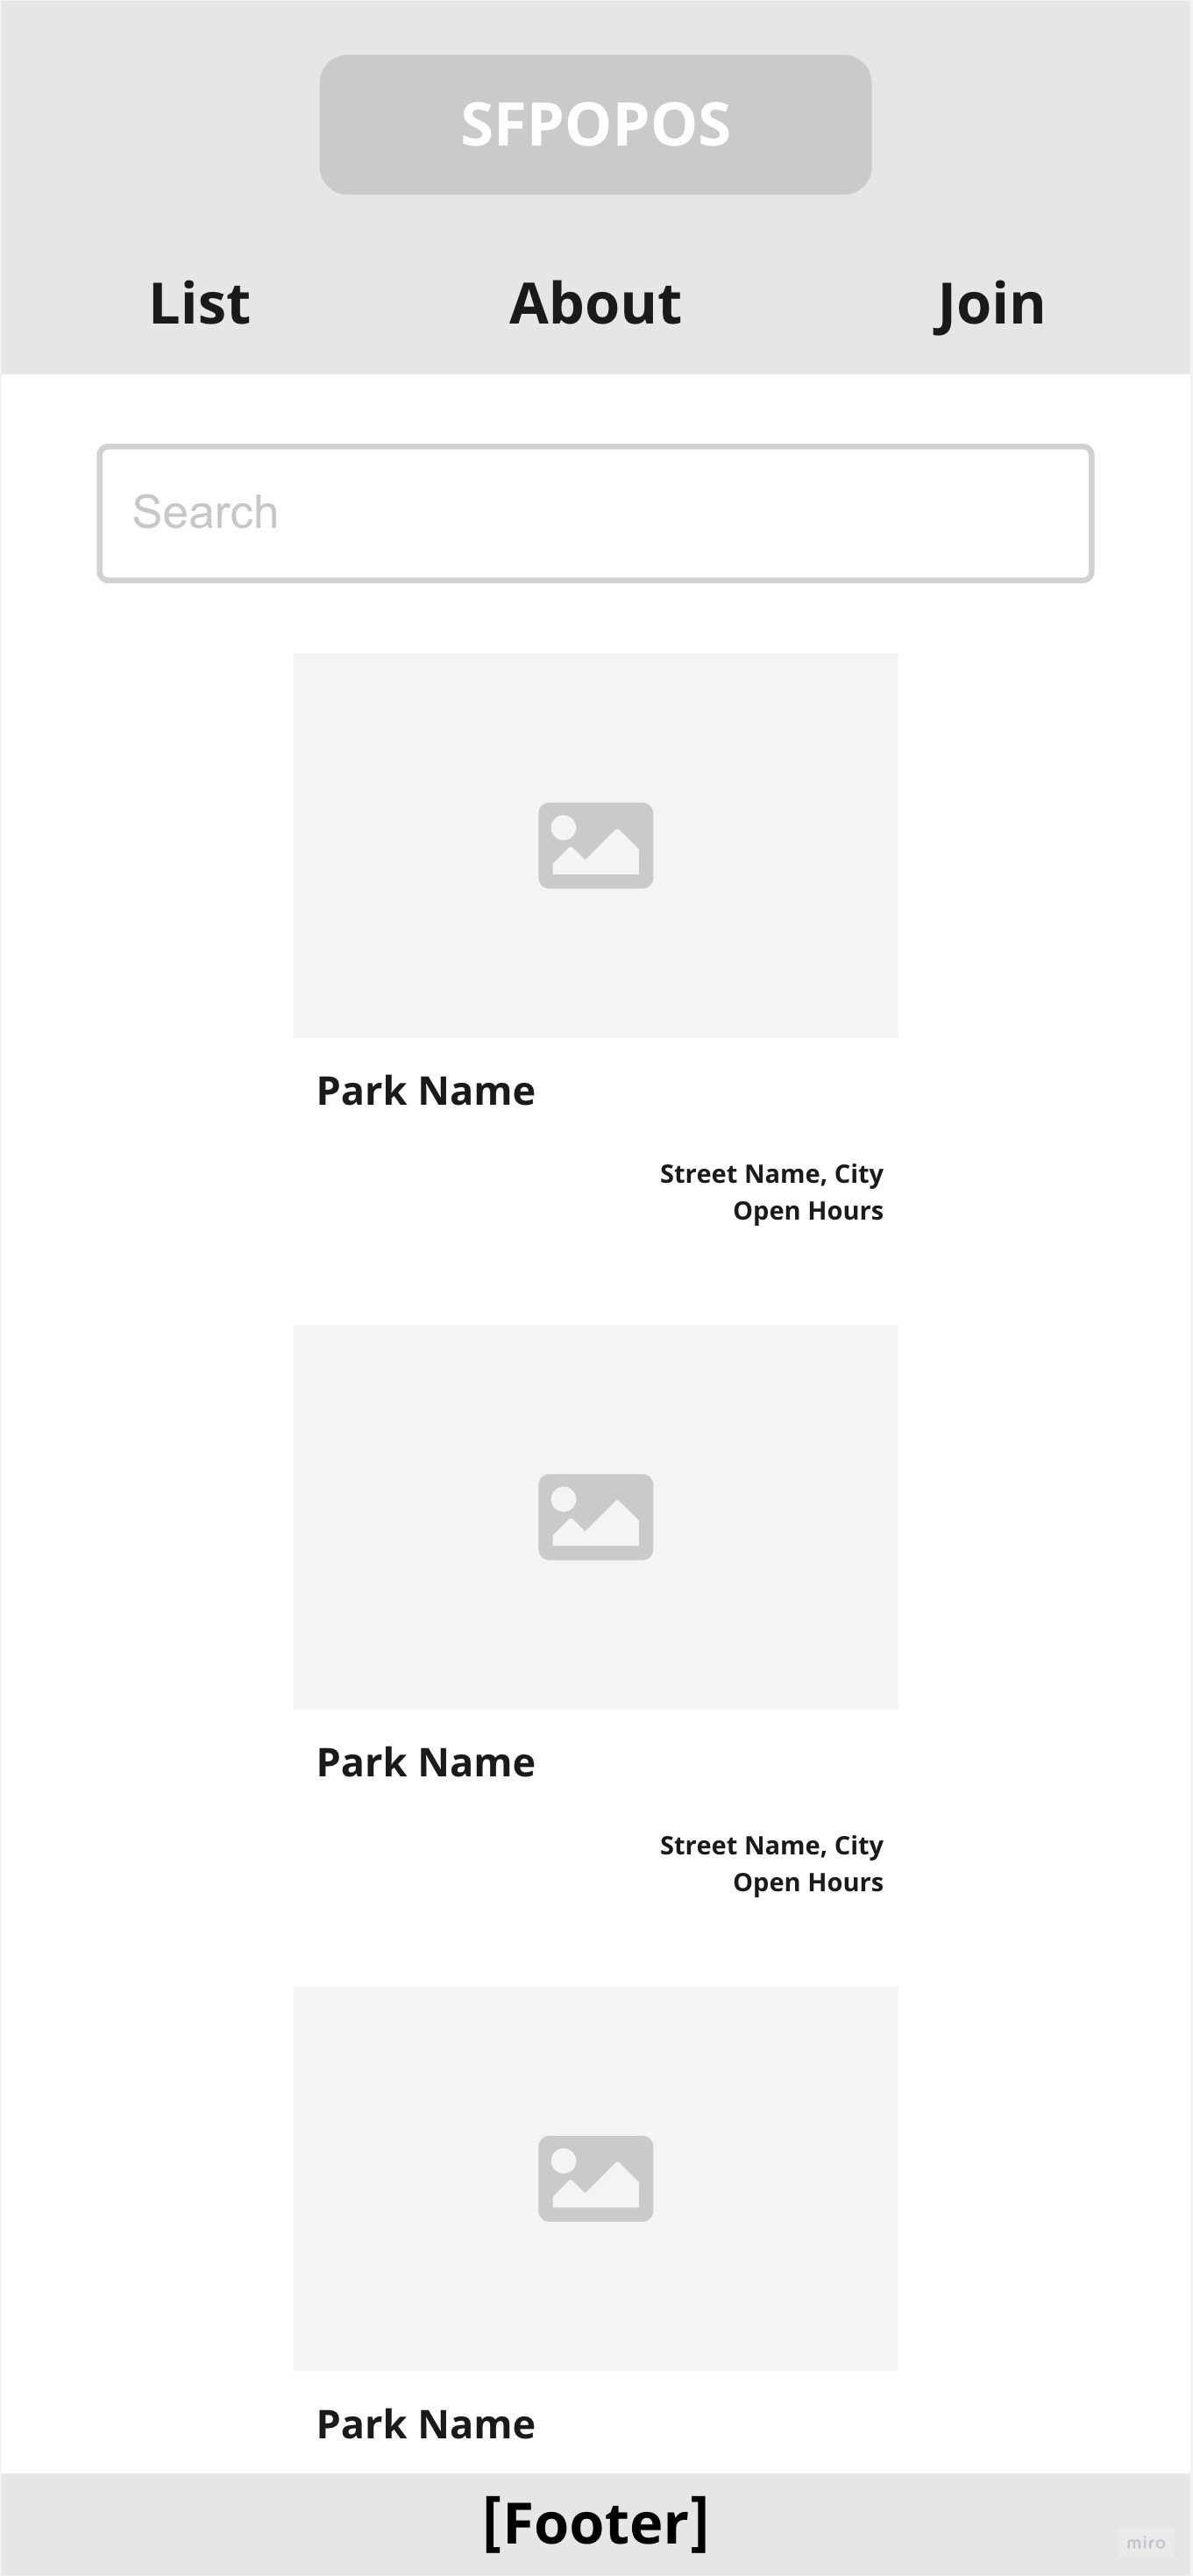 SFPOPOS
List About Join
Search
Park Name
Street Name, City
Open Hours
Park Name
Street Name, City
Open Hours
Park Name
[Footer]
miro